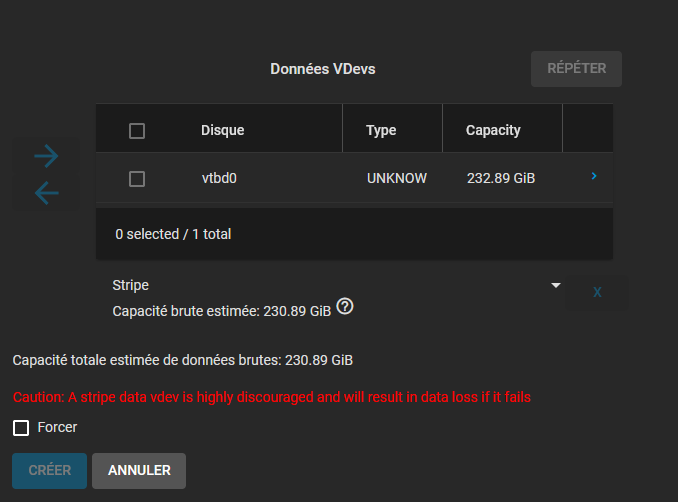 Données VDevs
RÉPÉTER
Disque Type Capacity
vtbd0 UNKNOW 232.89 GiB
0 selected / 1 total
Stripe
X
Capacité brute estimée: 230.89 GiB ?
Capacité totale estimée de données brutes: 230.89 GiB
Caution: A stripe data vdev is highly discouraged and will result in data loss if it fails
Forcer
CRÉER ANNULER